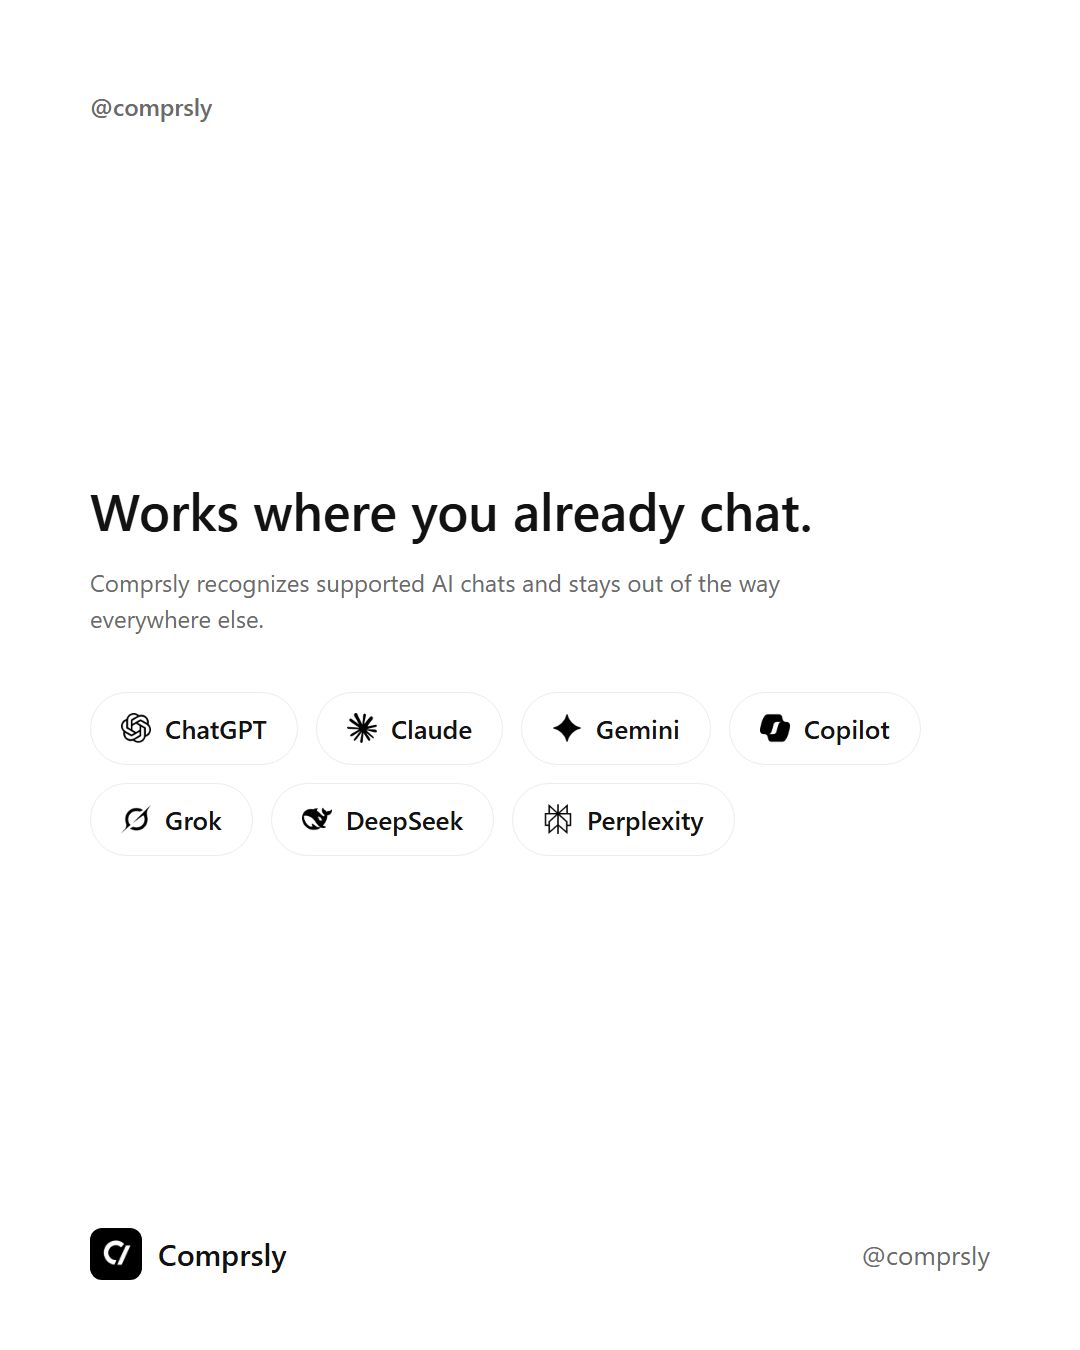 @comprsly
Works where you already chat.
Comprsly recognizes supported AI chats and stays out of the way
everywhere else.
ChatGPT
Claude
Gemini
Copilot
Grok
DeepSeek
Perplexity
Comprsly
@comprsly